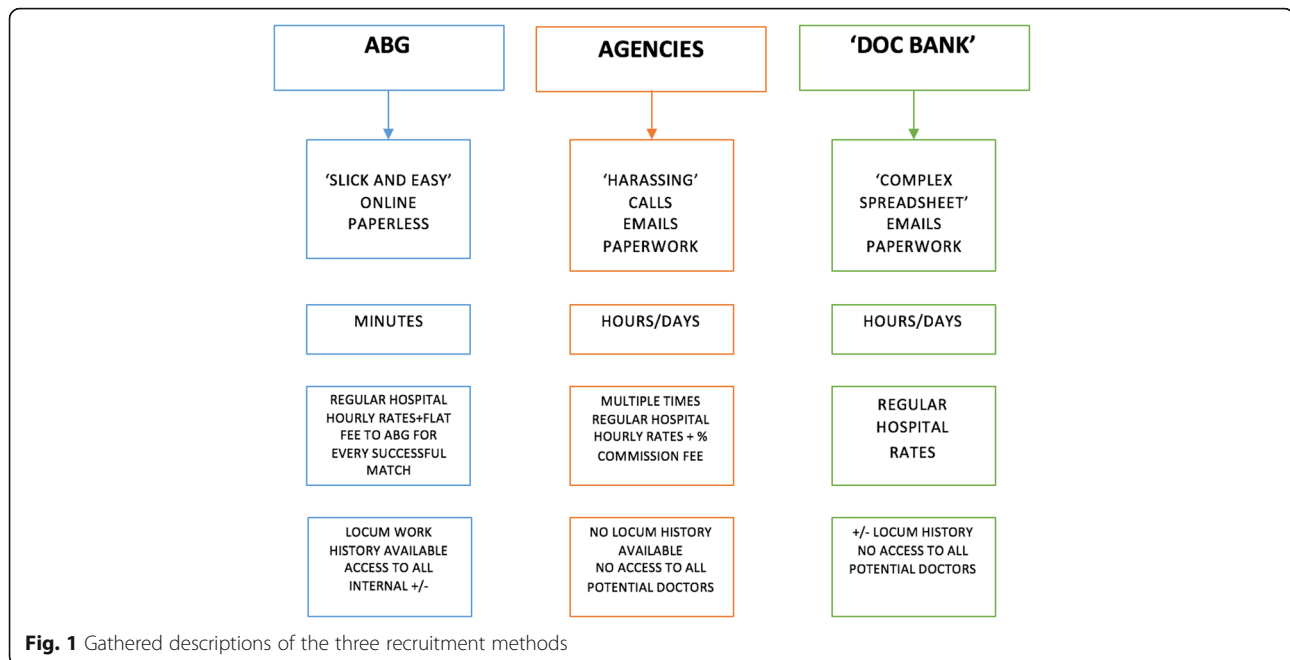 ABG
'SLICK AND EASY'
ONLINE
PAPERLESS
MINUTES
REGULAR HOSPITAL
HOURLY RATES+FLAT
FEE TO ABG FOR
EVERY SUCCESSFUL
MATCH
LOCUM WORK
HISTORY AVAILABLE
ACCESS TO ALL
INTERNAL +/-
AGENCIES
'HARASSING'
CALLS
EMAILS
PAPERWORK
HOURS/DAYS
MULTIPLE TIMES
REGULAR HOSPITAL
HOURLY RATES + %
COMMISSION FEE
NO LOCUM HISTORY
AVAILABLE
NO ACCESS TO ALL
POTENTIAL DOCTORS
'DOC BANK'
'COMPLEX
SPREADSHEET'
EMAILS
PAPERWORK
HOURS/DAYS
REGULAR
HOSPITAL
RATES
+/- LOCUM HISTORY
NO ACCESS TO ALL
POTENTIAL DOCTORS
Fig. 1 Gathered descriptions of the three recruitment methods